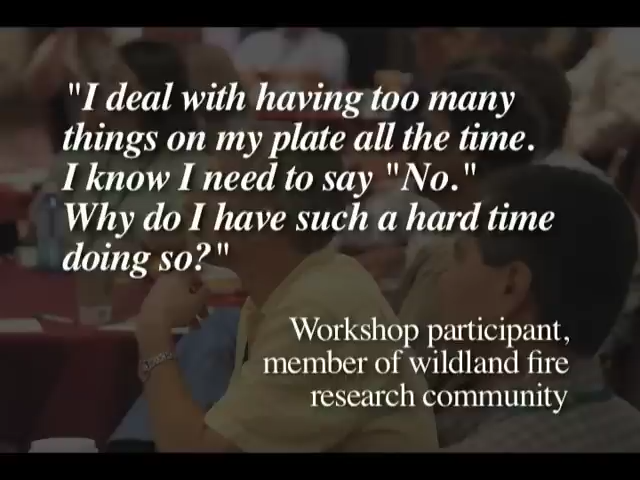 "I deal with having too many
things on my plate all the time.
I know I need to say "No."
Why do I have such a hard time
doing so?"
Workshop participant,
member of wildland fire
research community